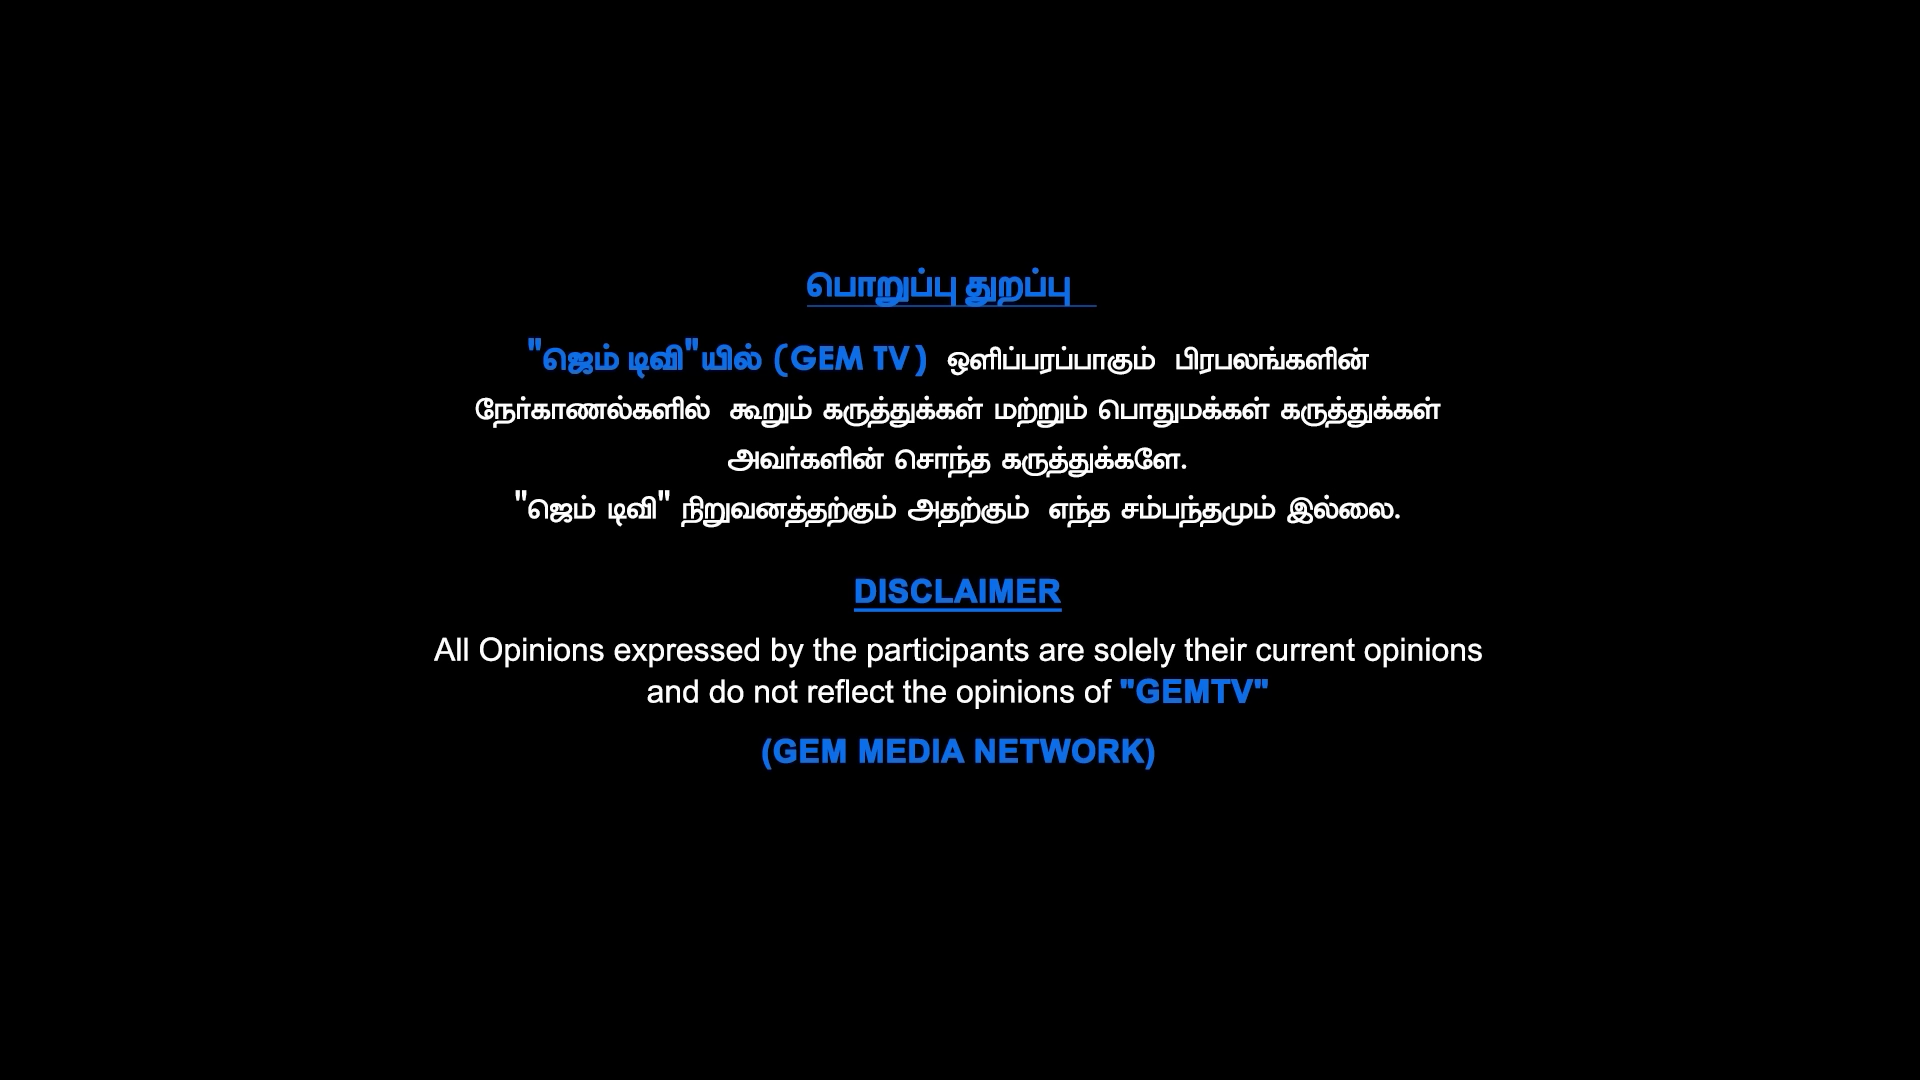 பொறுப்பு துறப்பு
"ஜெம் டிவி"யில் (GEM TV) ஒளிப்பரப்பாகும் பிரபலங்களின்
நேர்காணல்களில் கூறும் கருத்துக்கள் மற்றும் பொதுமக்கள் கருத்துக்கள்
அவர்களின் சொந்த கருத்துக்களே.
"ஜெம் டிவி" நிறுவனத்தற்கும் அதற்கும் எந்த சம்பந்தமும் இல்லை.
DISCLAIMER
All Opinions expressed by the participants are solely their current opinions
and do not reflect the opinions of "GEMTV"
(GEM MEDIA NETWORK)